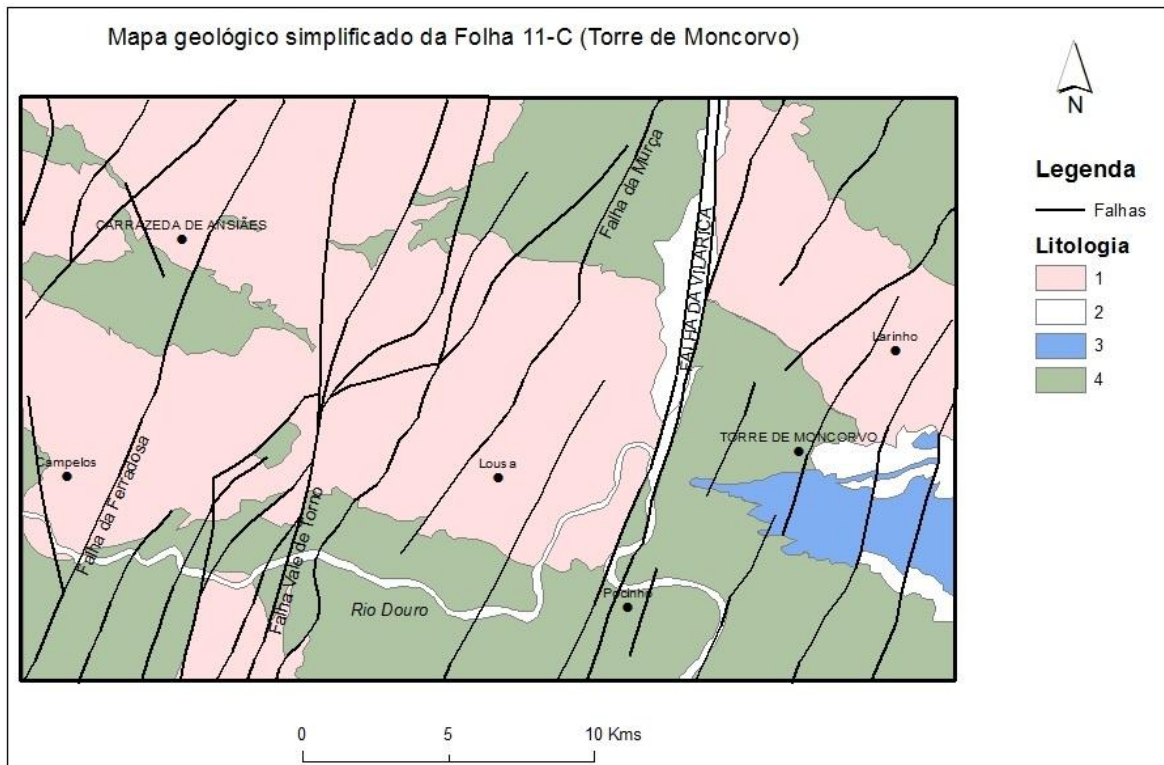 Mapa geológico simplificado da Folha 11-C (Torre de Moncorvo)
N
Legenda
Falhas
Litologia
1
2
3
4
CARRAZEDA DE ANSIÃES
Falha da Murça
FALHA DA VILARIÇA
Larinho
TORRE DE MONCORVO
Campelos
Lousa
Falha da Ferradosa
Falha Vale de Torno
Rio Douro
Pocinho
0 5 10 Kms